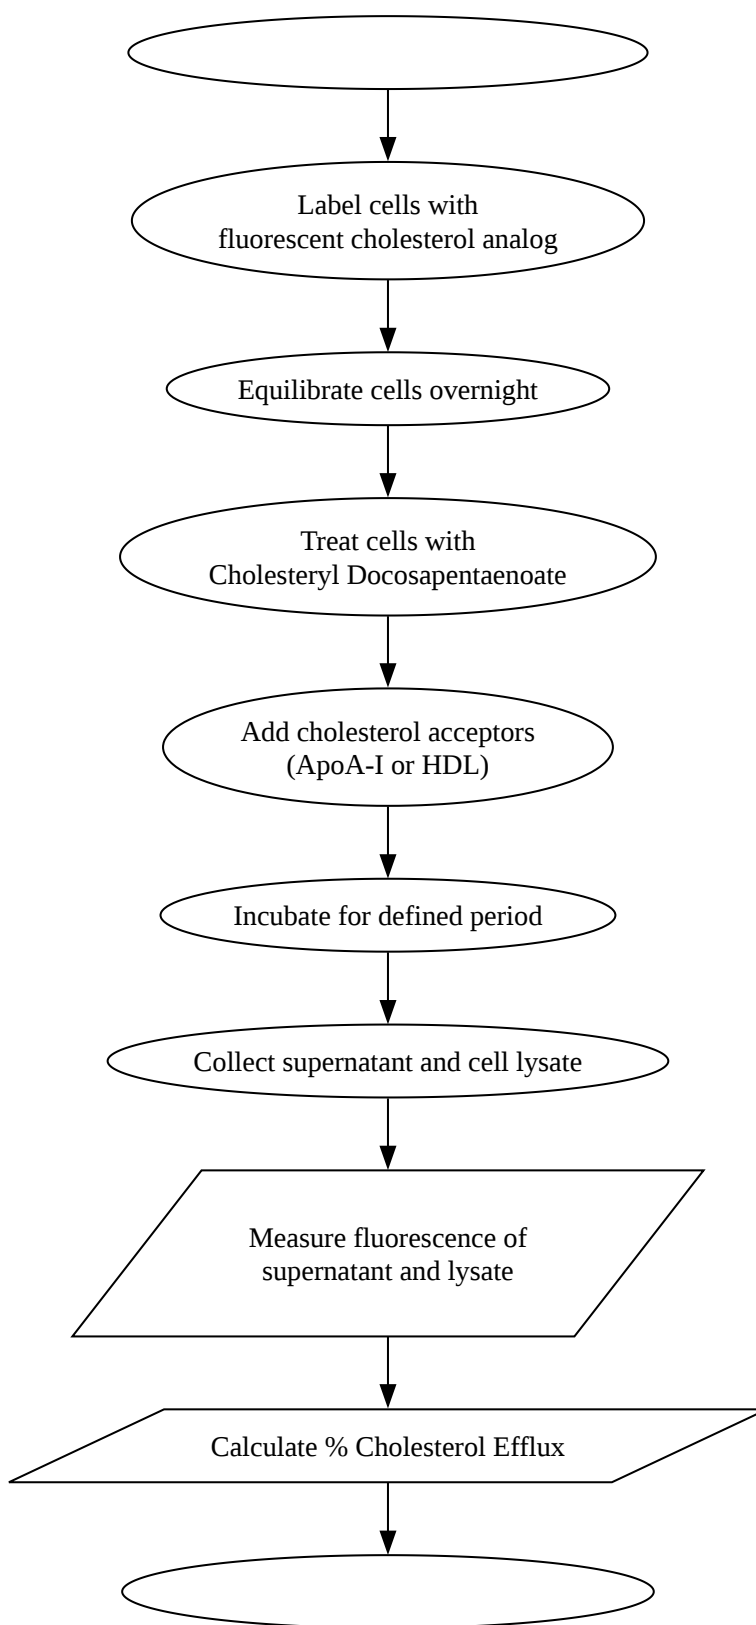 Label cells with
fluorescent cholesterol analog
Equilibrate cells overnight
Treat cells with
Cholesteryl Docosapentaenoate
Add cholesterol acceptors
(ApoA-I or HDL)
Incubate for defined period
Collect supernatant and cell lysate
Measure fluorescence of
supernatant and lysate
Calculate % Cholesterol Efflux